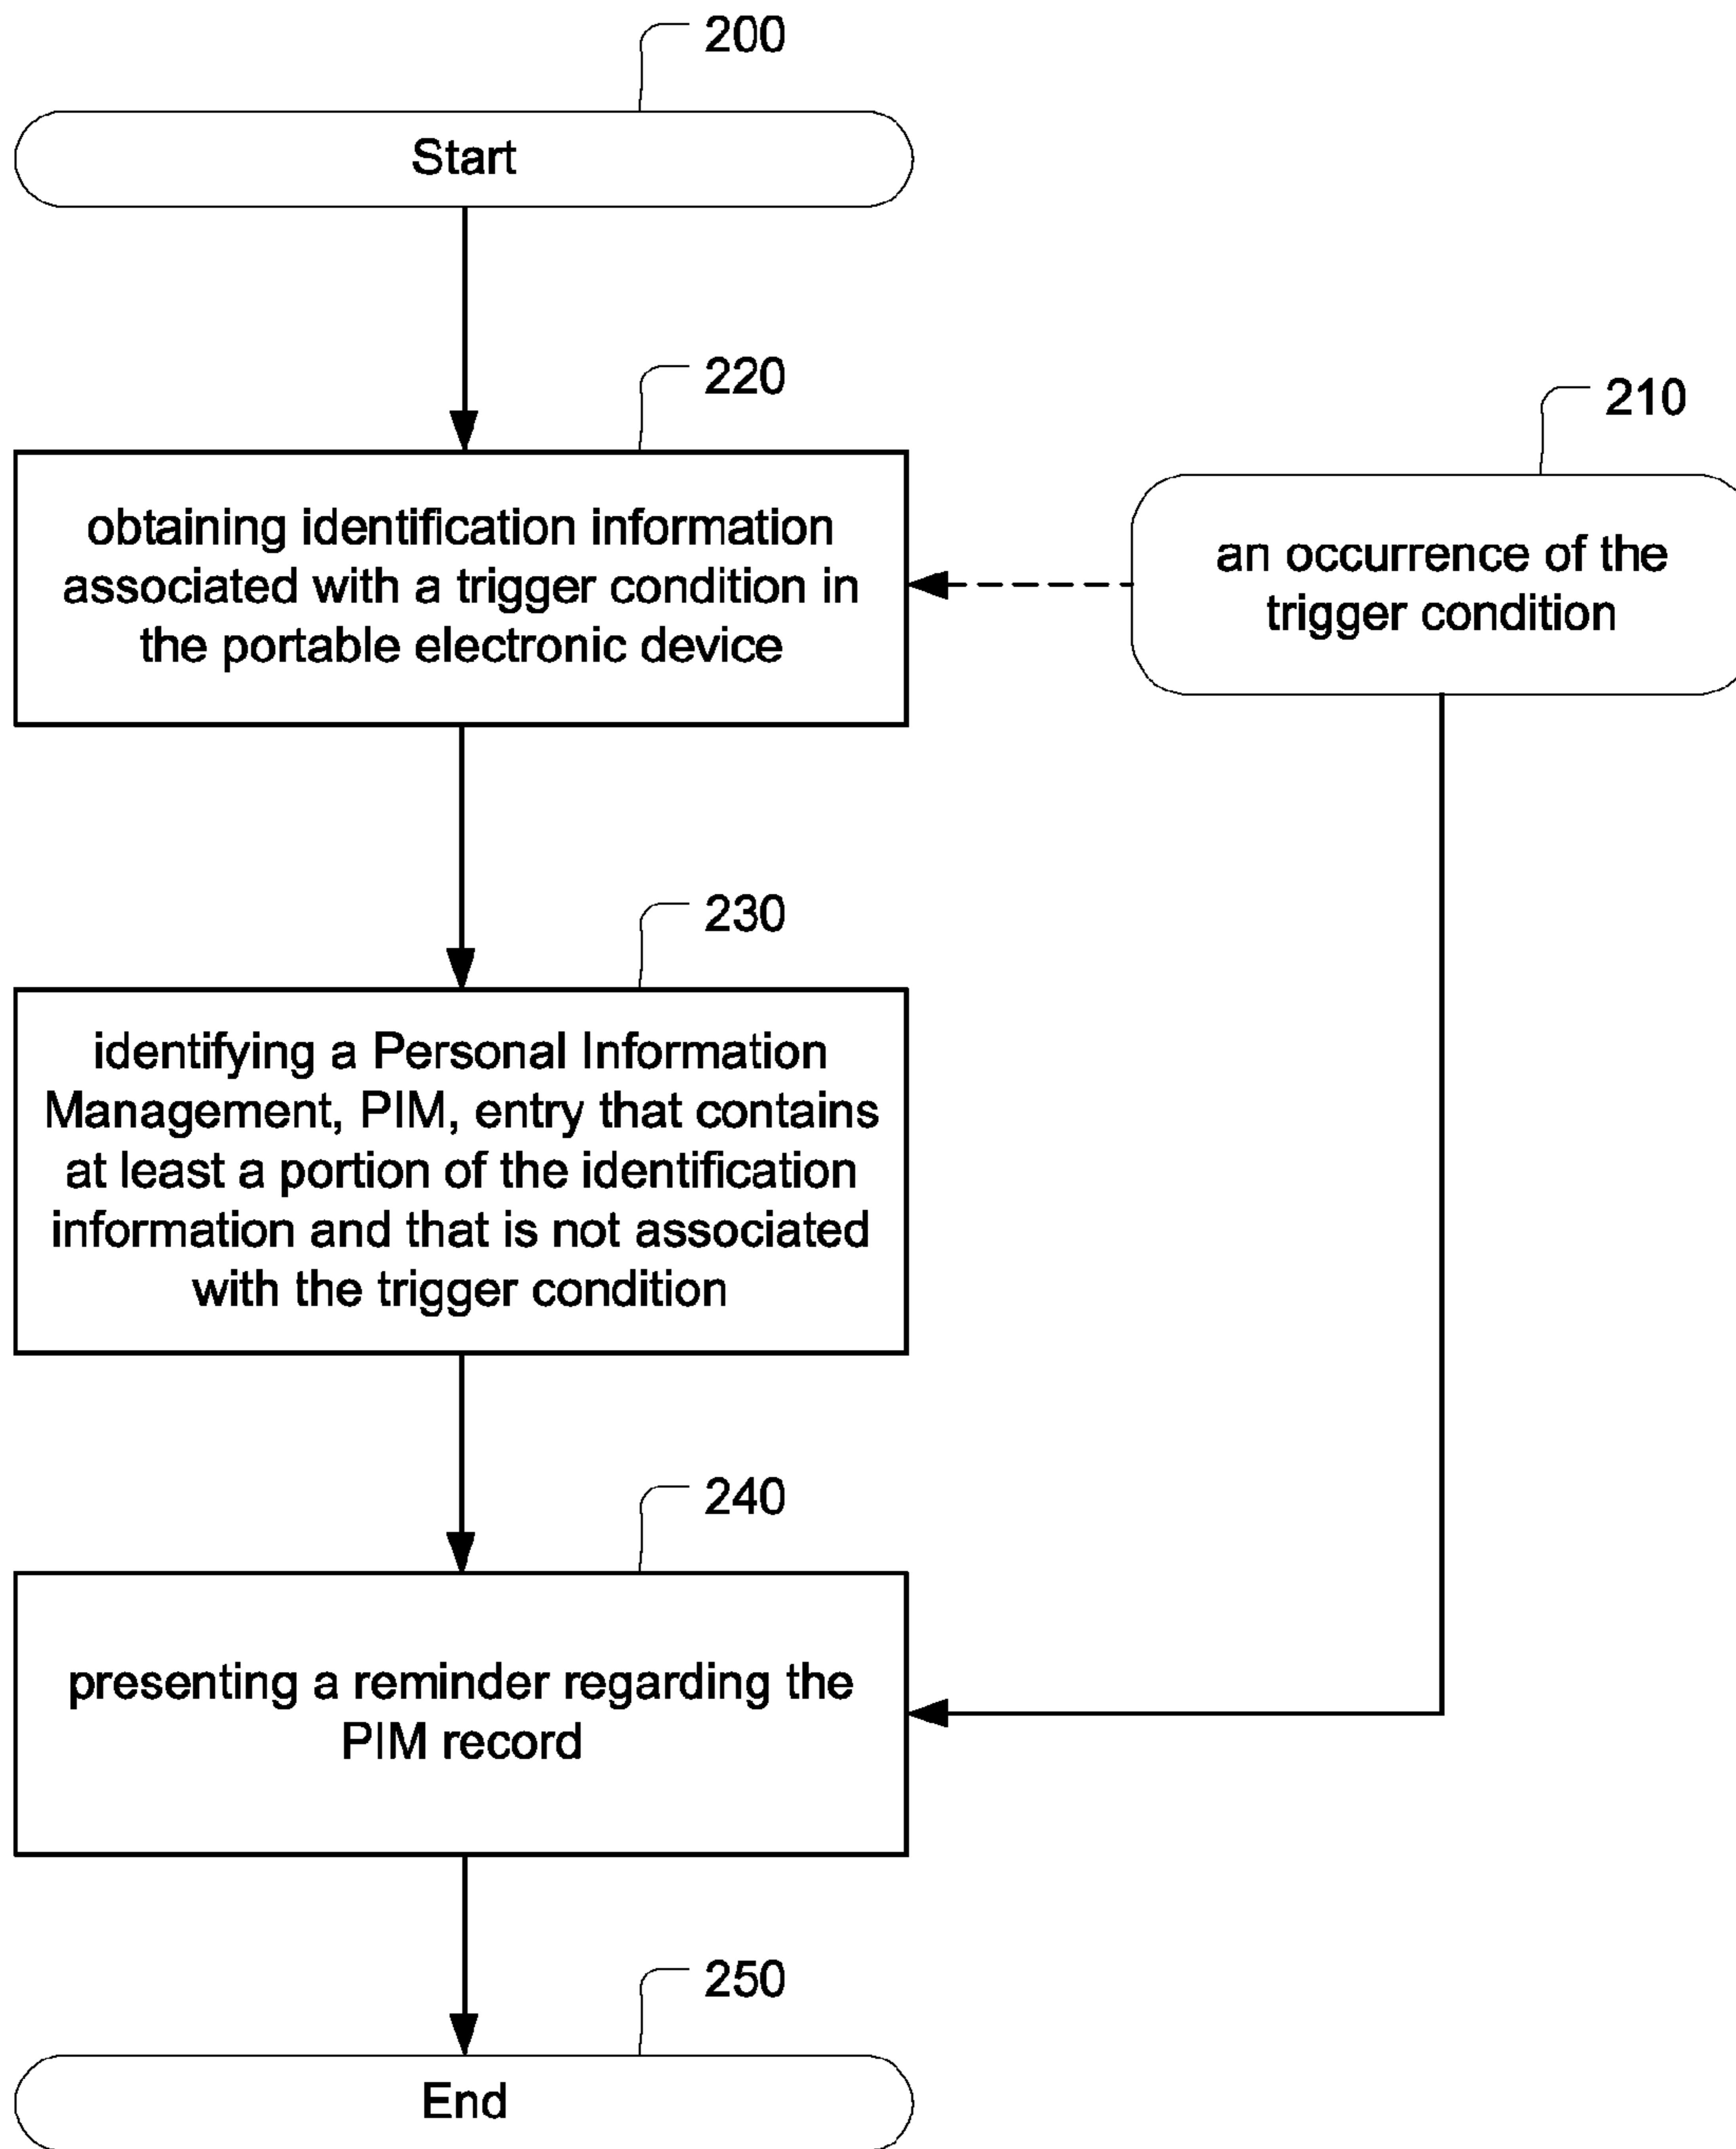 200
Start
220
obtaining identification information
associated with a trigger condition in
the portable electronic device
210
an occurrence of the
trigger condition
230
identifying a Personal Information
Management, PIM, entry that contains
at least a portion of the identification
information and that is not associated
with the trigger condition
240
presenting a reminder regarding the
PIM record
250
End